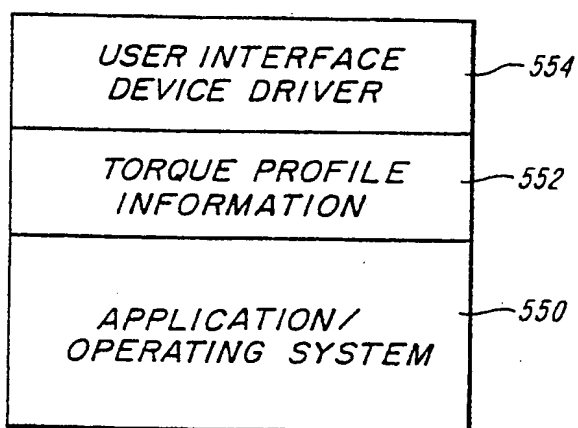 USER INTERFACE
DEVICE DRIVER
554
TORQUE PROFILE
INFORMATION
552
APPLICATION/
OPERATING SYSTEM
550